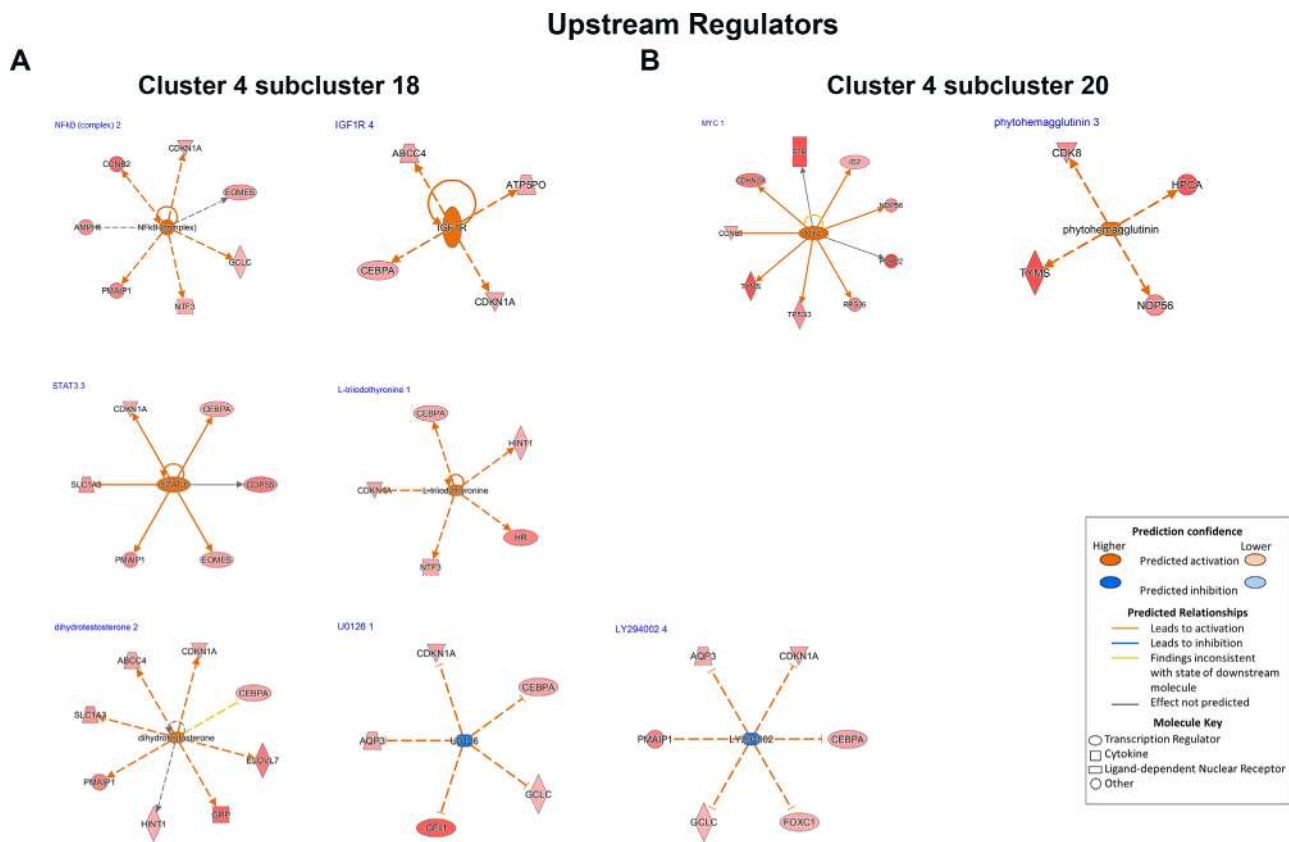 Upstream Regulators
A
B
Cluster 4 subcluster 18
Cluster 4 subcluster 20
NFkB (complex) 2
CDKN1A
CCNB2
EOMES
AMPH
NFkB (complex)
GCLC
PMAIP1
NTF3
IGF1R 4
ABCC4
ATP5PO
IGF1R
CEBPA
CDKN1A
MYC 1
ID2
CDKN2A
NOP56
MYC
TYMS
phytohemagglutinin 3
CDK8
HPCA
phytohemagglutinin
TYMS
NOP56
STAT3 3
CDKN1A
CEBPA
SLC1A3
STAT3
PMAIP1
EOMES
L-triiodothyronine 1
CEBPA
HINT1
CDKN1A
L-triiodothyronine
HR
NTF3
dihydrotestosterone 2
CDKN1A
ABCC4
CEBPA
SLC1A3
dihydrotestosterone
ELOVL7
PMAIP1
GRP
HINT1
U0126 1
CDKN1A
CEBPA
AQP3
U0126
GCLC
GFI1
LY294002 4
AQP3
CDKN1A
PMAIP1
LY294002
CEBPA
GCLC
FOXC1
Prediction confidence
Higher
Lower
Predicted activation
Predicted inhibition
Predicted Relationships
Leads to activation
Leads to inhibition
Findings inconsistent
with state of downstream
molecule
Effect not predicted
Molecule Key
Transcription Regulator
Cytokine
Ligand-dependent Nuclear Receptor
Other